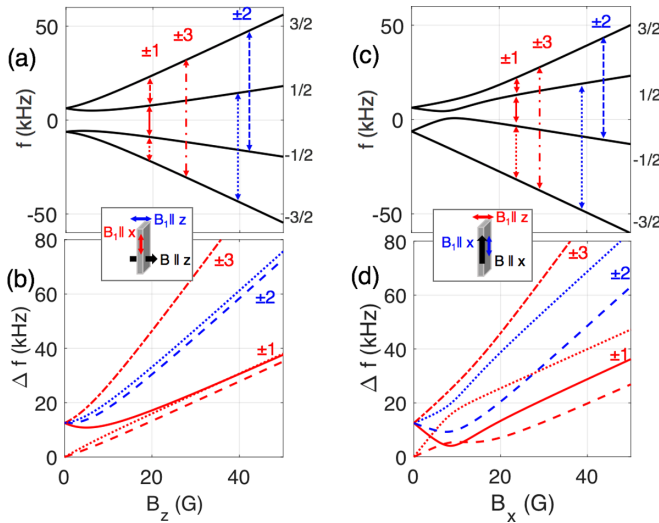 (a)
f (kHz)
50
0
-50
±1
±3
±2
3/2
1/2
-1/2
-3/2
(c)
f (kHz)
50
0
-50
±1
±3
±2
3/2
1/2
-1/2
-3/2
B₁ ∥ z
B₁ ∥ x
B ∥ z
B₁ ∥ z
B₁ ∥ x
B ∥ x
(b)
Δ f (kHz)
80
60
40
20
0
±3
±2
±1
0
20
40
B_z (G)
(d)
Δ f (kHz)
80
60
40
20
0
±3
±2
±1
0
20
40
B_x (G)